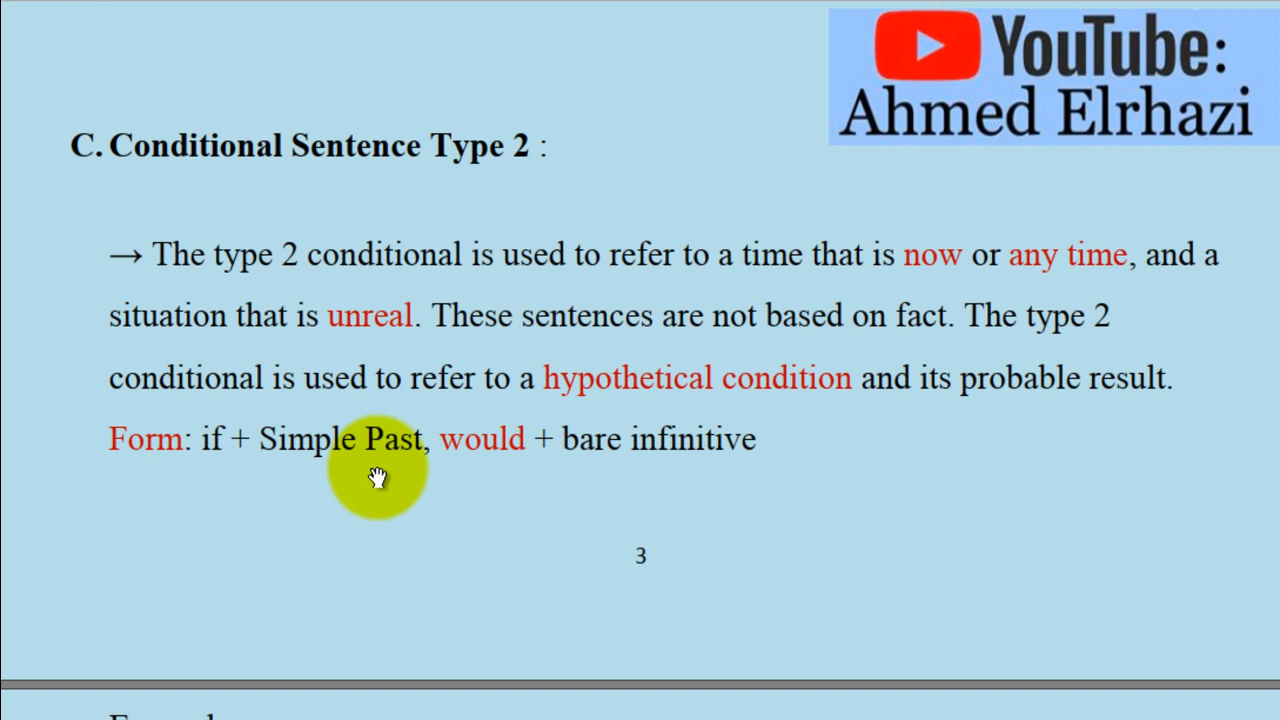 YouTube:
Ahmed Elrhazi
C. Conditional Sentence Type 2 :
→ The type 2 conditional is used to refer to a time that is now or any time, and a
situation that is unreal. These sentences are not based on fact. The type 2
conditional is used to refer to a hypothetical condition and its probable result.
Form: if + Simple Past, would + bare infinitive
3